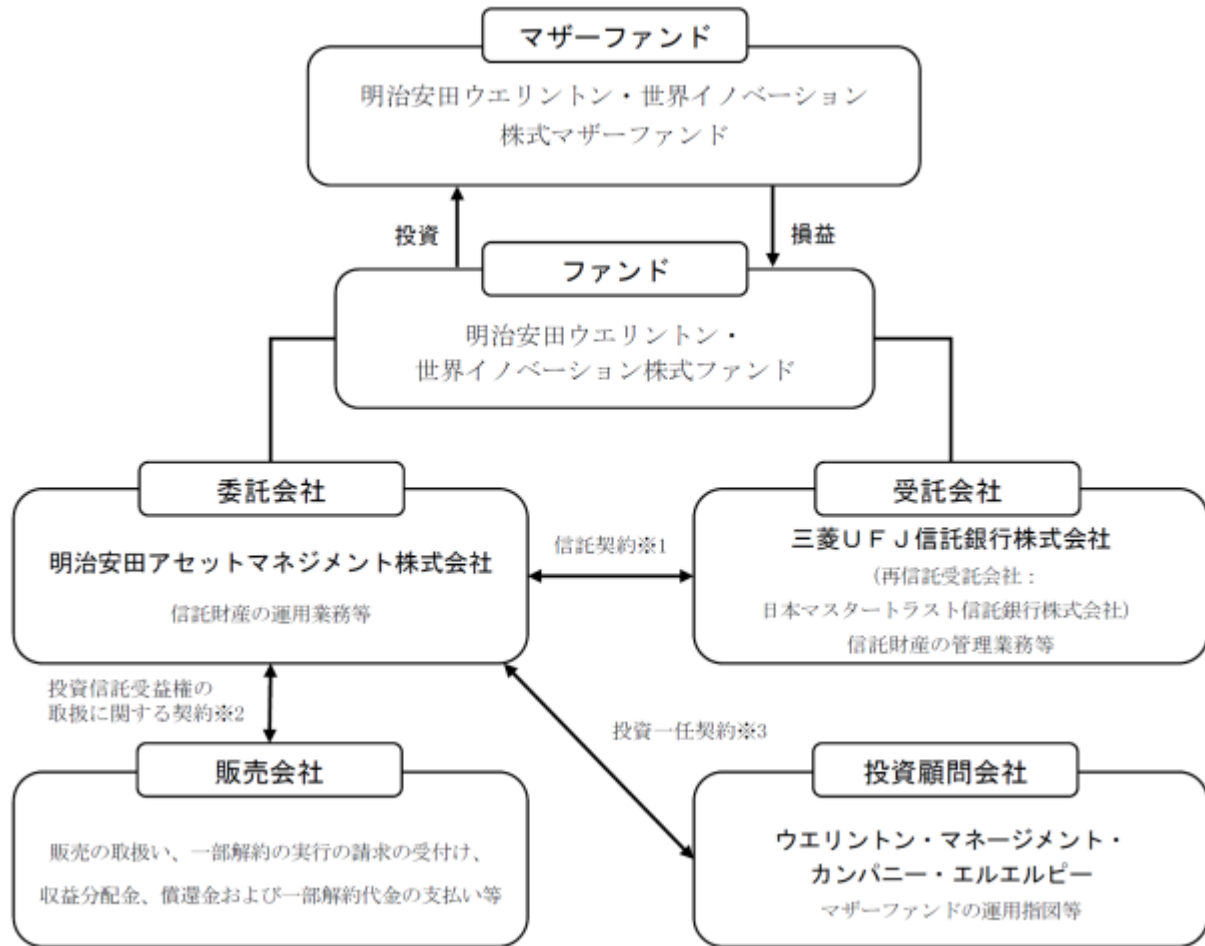 マザーファンド
明治安田ウエリントン・世界イノベーション
株式マザーファンド
投資
損益
ファンド
明治安田ウエリントン・
世界イノベーション株式ファンド
委託会社
明治安田アセットマネジメント株式会社
信託財産の運用業務等
信託契約※1
受託会社
三菱ＵＦＪ信託銀行株式会社
（再信託受託会社：
日本マスタートラスト信託銀行株式会社）
信託財産の管理業務等
投資信託受益権の
取扱に関する契約※2
投資一任契約※3
販売会社
販売の取扱い、一部解約の実行の請求の受付け、
収益分配金、償還金および一部解約代金の支払い等
投資顧問会社
ウエリントン・マネージメント・
カンパニー・エルエルピー
マザーファンドの運用指図等